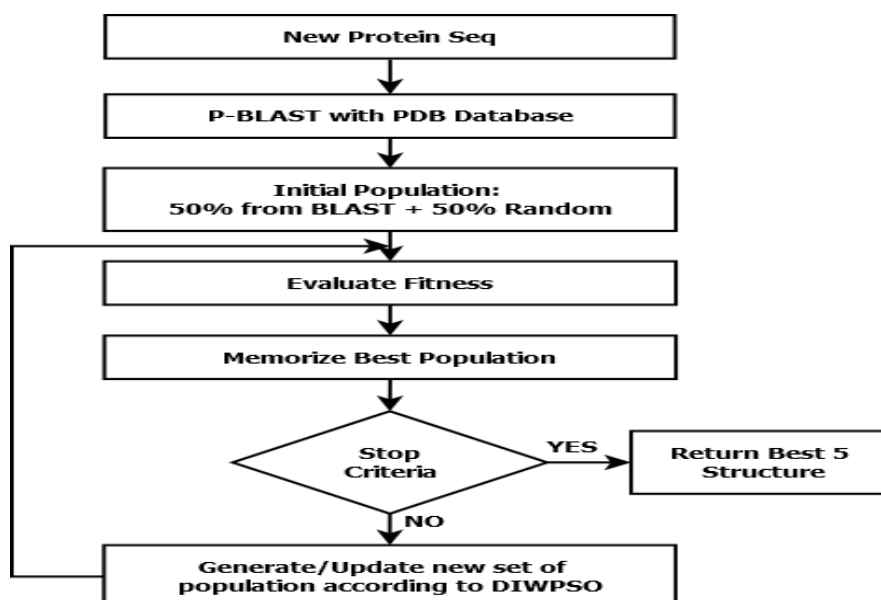 New Protein Seq
P-BLAST with PDB Database
Initial Population:
50% from BLAST + 50% Random
Evaluate Fitness
Memorize Best Population
Stop
Criteria
YES
Return Best 5
Structure
NO
Generate/Update new set of
population according to DIWPSO